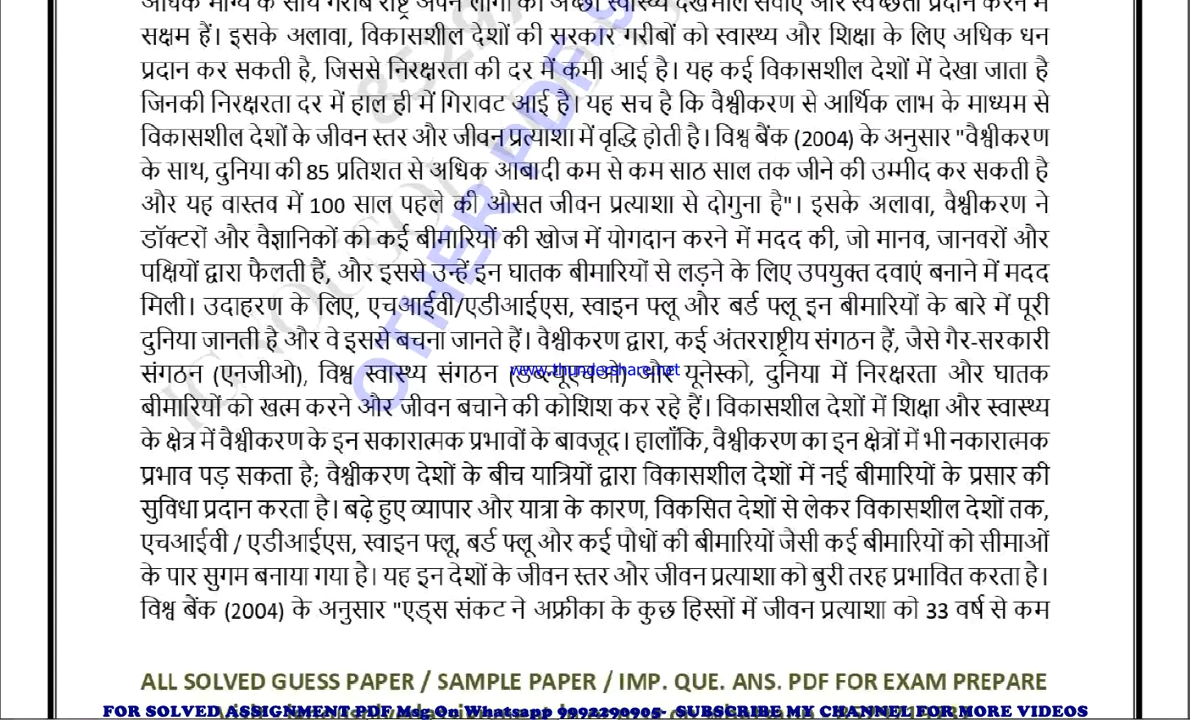 अधिक भाग्य के साथ गरीब राष्ट्र अपने लोगों को अच्छी स्वास्थ्य देखभाल सेवाएं और स्वच्छता प्रदान करने में
सक्षम हैं। इसके अलावा, विकासशील देशों की सरकार गरीबों को स्वास्थ्य और शिक्षा के लिए अधिक धन
प्रदान कर सकती है, जिससे निरक्षरता की दर में कमी आई है। यह कई विकासशील देशों में देखा जाता है
जिनकी निरक्षरता दर में हाल ही में गिरावट आई है। यह सच है कि वैश्वीकरण से आर्थिक लाभ के माध्यम से
विकासशील देशों के जीवन स्तर और जीवन प्रत्याशा में वृद्धि होती है। विश्व बैंक (2004) के अनुसार "वैश्वीकरण
के साथ, दुनिया की 85 प्रतिशत से अधिक आबादी कम से कम साठ साल तक जीने की उम्मीद कर सकती है
और यह वास्तव में 100 साल पहले की औसत जीवन प्रत्याशा से दोगुना है"। इसके अलावा, वैश्वीकरण ने
डॉक्टरों और वैज्ञानिकों को कई बीमारियों की खोज में योगदान करने में मदद की, जो मानव, जानवरों और
पक्षियों द्वारा फैलती हैं, और इससे उन्हें इन घातक बीमारियों से लड़ने के लिए उपयुक्त दवाएं बनाने में मदद
मिली। उदाहरण के लिए, एचआईवी/एडीआईएस, स्वाइन फ्लू और बर्ड फ्लू इन बीमारियों के बारे में पूरी
दुनिया जानती है और वे इससे बचना जानते हैं। वैश्वीकरण द्वारा, कई अंतरराष्ट्रीय संगठन हैं, जैसे गैर-सरकारी
संगठन (एनजीओ), विश्व स्वास्थ्य संगठन (डब्ल्यूएचओ) और यूनेस्को, दुनिया में निरक्षरता और घातक
www.thundershare.net
बीमारियों को खत्म करने और जीवन बचाने की कोशिश कर रहे हैं। विकासशील देशों में शिक्षा और स्वास्थ्य
के क्षेत्र में वैश्वीकरण के इन सकारात्मक प्रभावों के बावजूद। हालाँकि, वैश्वीकरण का इन क्षेत्रों में भी नकारात्मक
प्रभाव पड़ सकता है; वैश्वीकरण देशों के बीच यात्रियों द्वारा विकासशील देशों में नई बीमारियों के प्रसार की
सुविधा प्रदान करता है। बढ़े हुए व्यापार और यात्रा के कारण, विकसित देशों से लेकर विकासशील देशों तक,
एचआईवी / एडीआईएस, स्वाइन फ्लू, बर्ड फ्लू और कई पौधों की बीमारियों जैसी कई बीमारियों को सीमाओं
के पार सुगम बनाया गया है। यह इन देशों के जीवन स्तर और जीवन प्रत्याशा को बुरी तरह प्रभावित करता है।
विश्व बैंक (2004) के अनुसार "एड्स संकट ने अफ्रीका के कुछ हिस्सों में जीवन प्रत्याशा को 33 वर्ष से कम
ALL SOLVED GUESS PAPER / SAMPLE PAPER / IMP. QUE. ANS. PDF FOR EXAM PREPARE
FOR SOLVED ASSIGNMENT PDF Msg On Whatsapp 9992290905- SUBSCRIBE MY CHANNEL FOR MORE VIDEOS